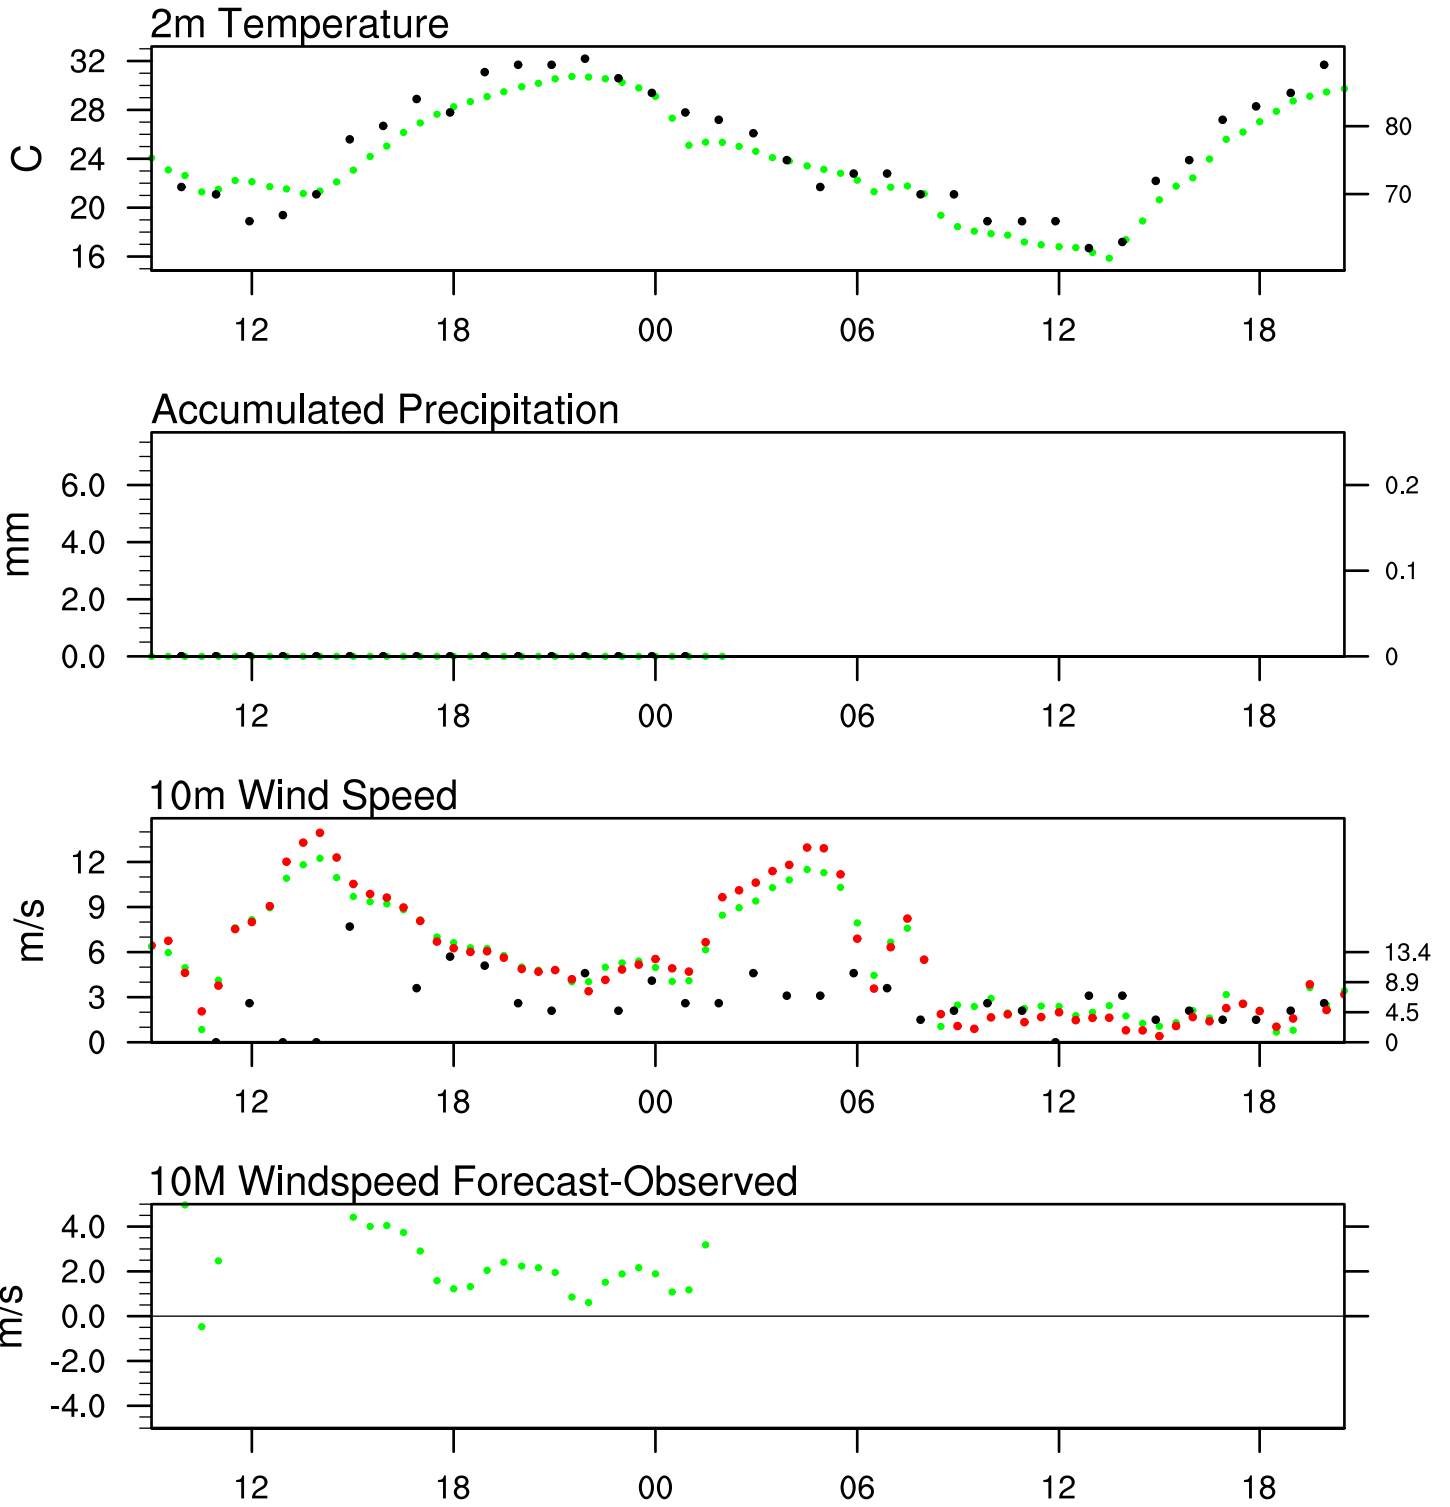 2m Temperature
32
28
24
20
16
C
80
70
12 18 00 06 12 18
Accumulated Precipitation
6.0
4.0
2.0
0.0
mm
0.2
0.1
0
12 18 00 06 12 18
10m Wind Speed
12
9
6
3
0
m/s
13.4
8.9
4.5
0
12 18 00 06 12 18
10M Windspeed Forecast-Observed
4.0
2.0
0.0
-2.0
-4.0
m/s
12 18 00 06 12 18